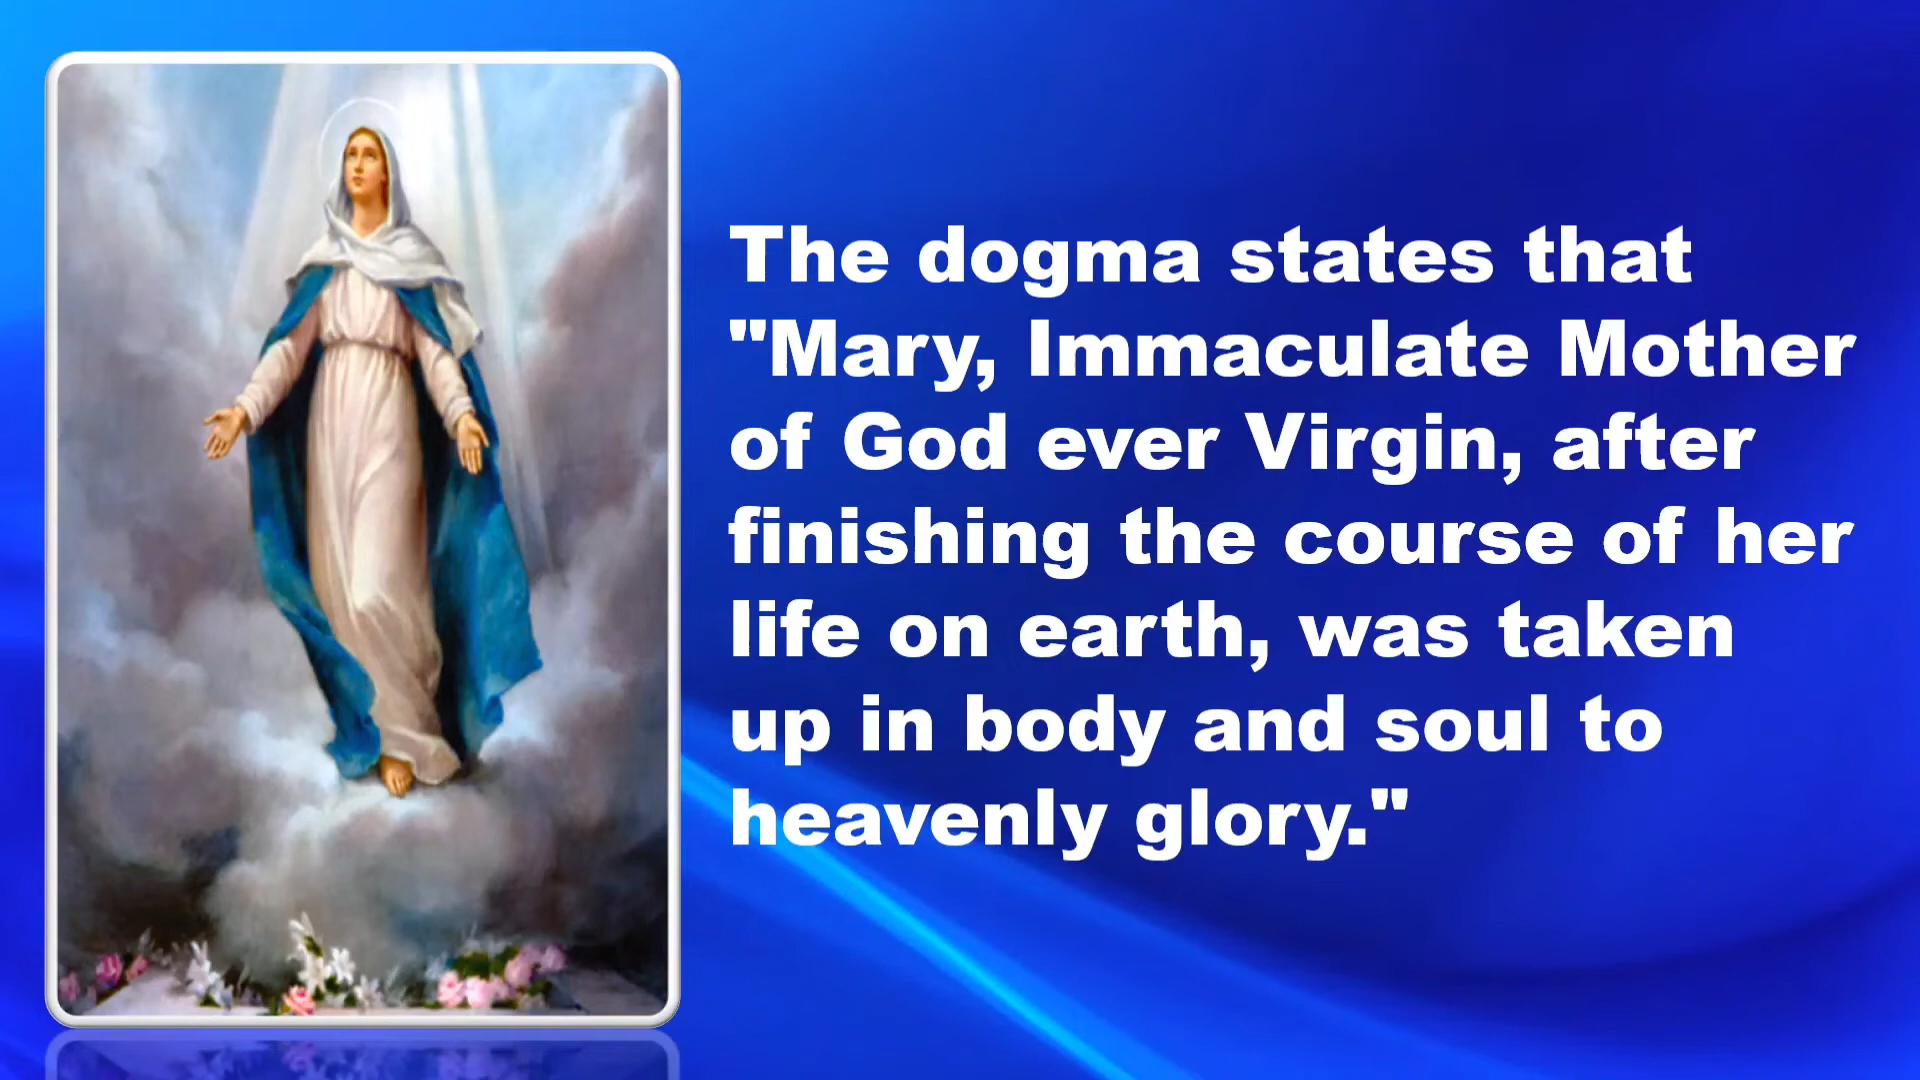 The dogma states that
"Mary, Immaculate Mother
of God ever Virgin, after
finishing the course of her
life on earth, was taken
up in body and soul to
heavenly glory."